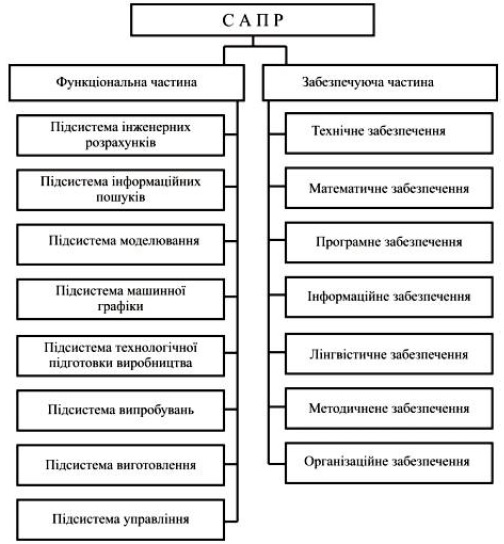 С А П Р
Функціональна частина
Підсистема інженерних
розрахунків
Підсистема інформаційних
пошуків
Підсистема моделювання
Підсистема машинної
графіки
Підсистема технологічної
підготовки виробництва
Підсистема випробувань
Підсистема виготовлення
Підсистема управління
Забезпечуюча частина
Технічне забезпечення
Математичне забезпечення
Програмне забезпечення
Інформаційне забезпечення
Лінгвістичне забезпечення
Методичнене забезпечення
Організаційне забезпечення